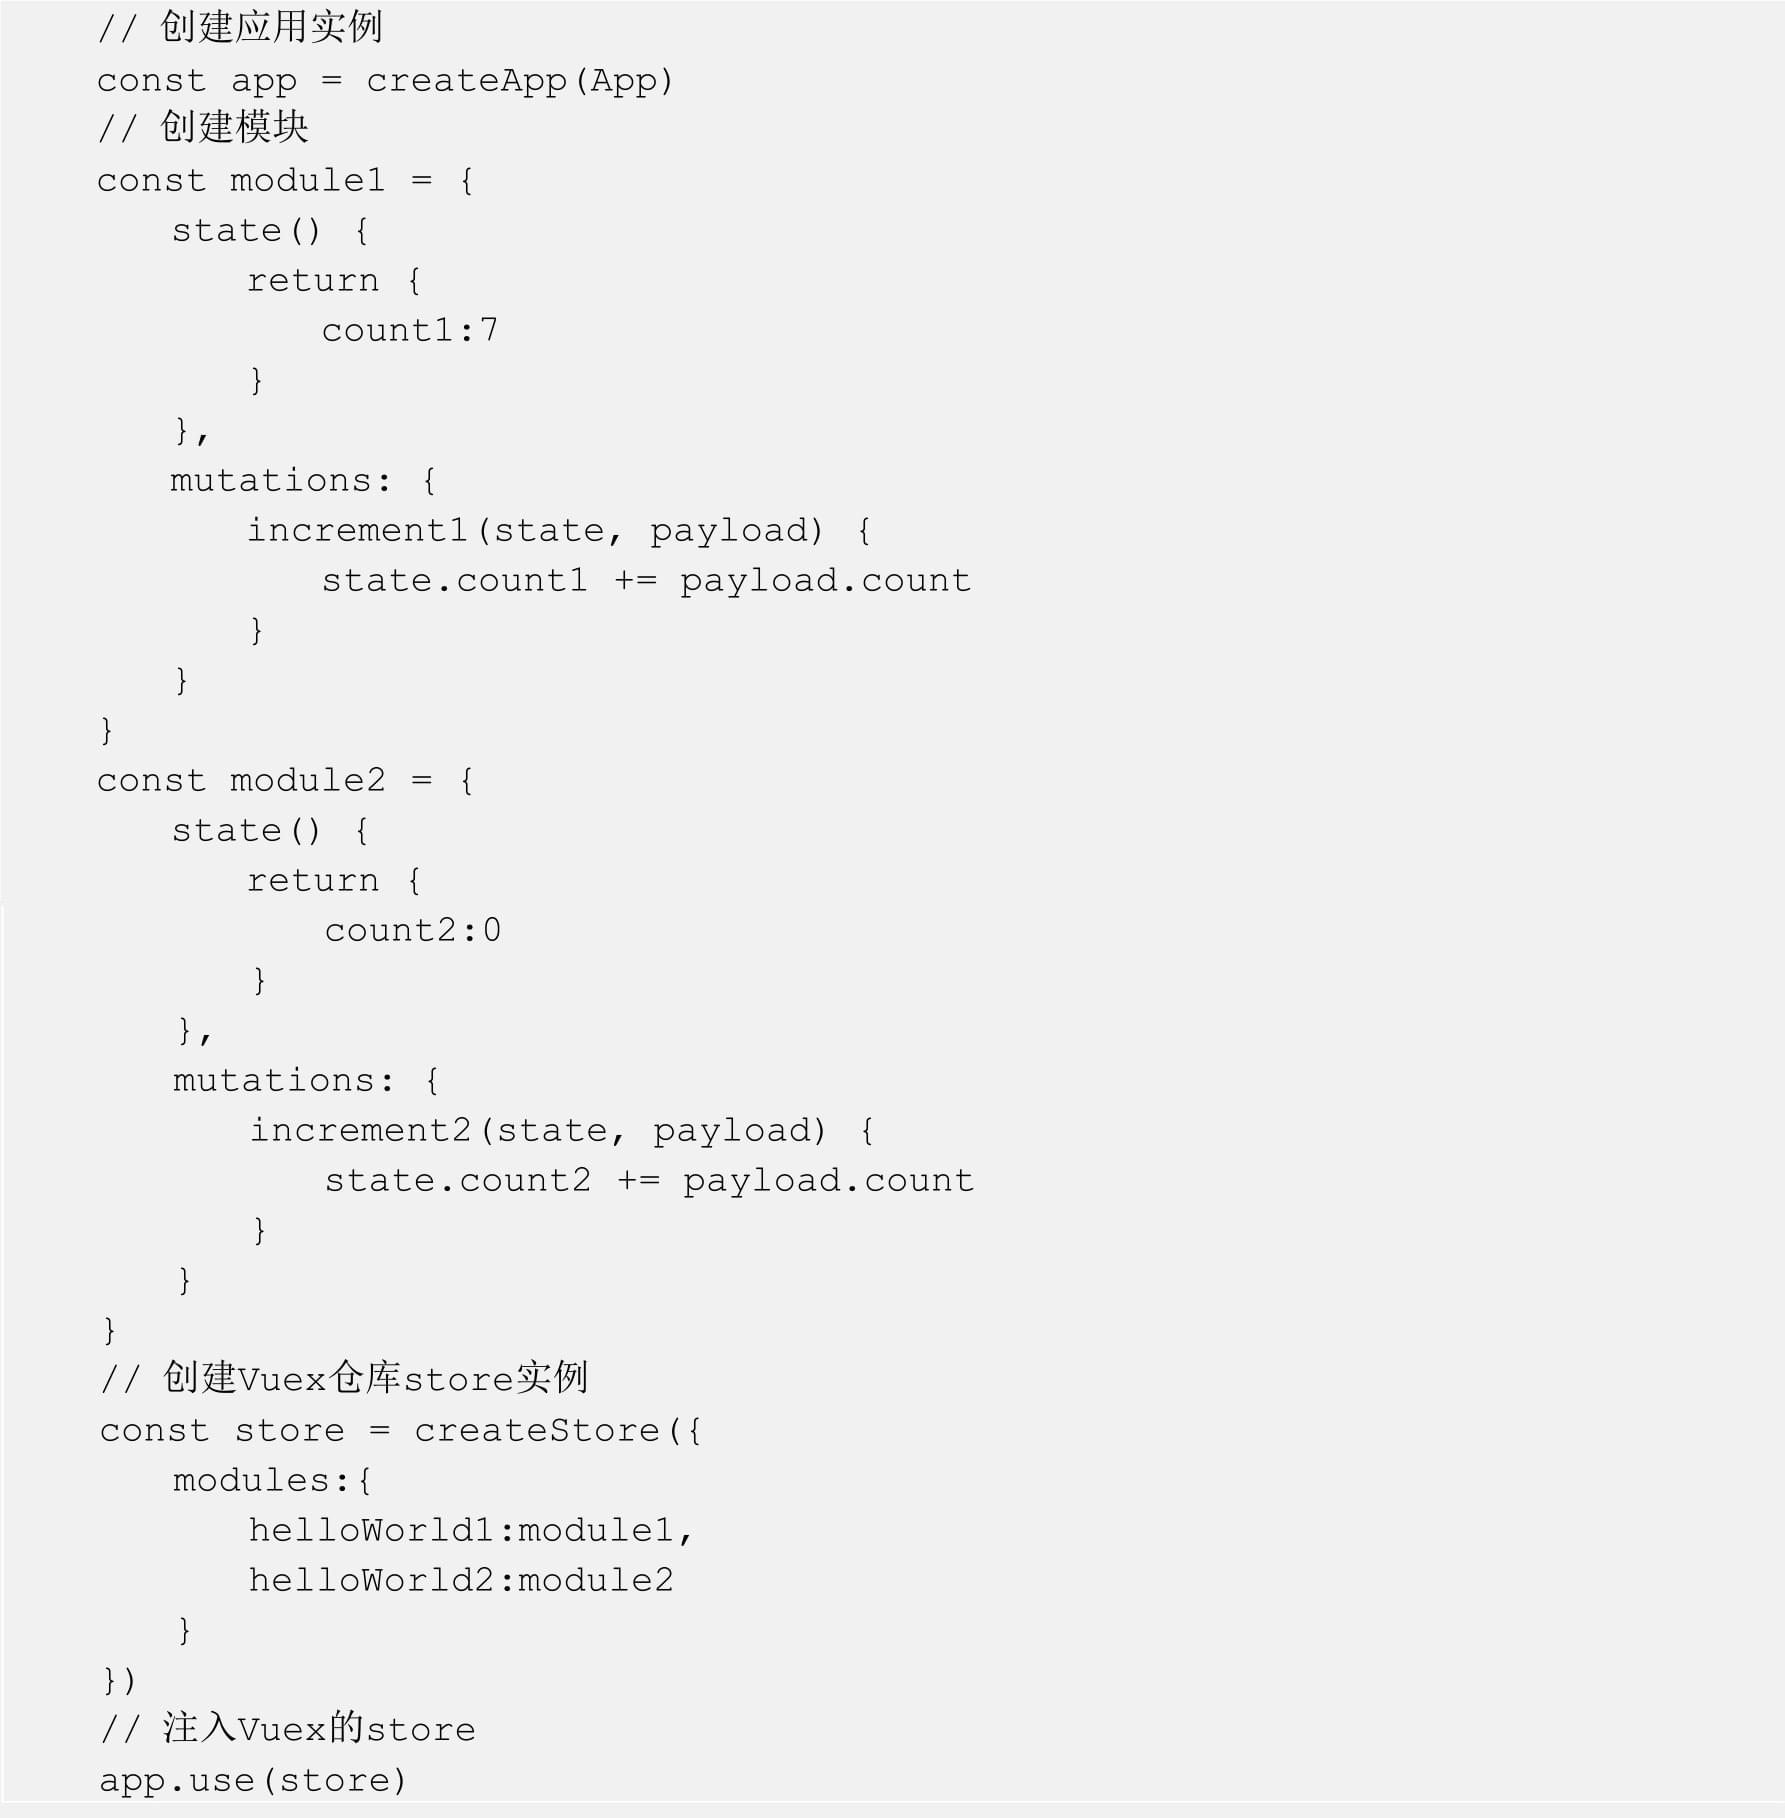 // 创建应用实例
const app = createApp(App)
// 创建模块
const module1 = {
    state() {
        return {
            count1:7
        }
    },
    mutations: {
        increment1(state, payload) {
            state.count1 += payload.count
        }
    }
}
const module2 = {
    state() {
        return {
            count2:0
        }
    },
    mutations: {
        increment2(state, payload) {
            state.count2 += payload.count
        }
    }
}
// 创建Vuex仓库store实例
const store = createStore({
    modules:{
        helloWorld1:module1,
        helloWorld2:module2
    }
})
// 注入Vuex的store
app.use(store)